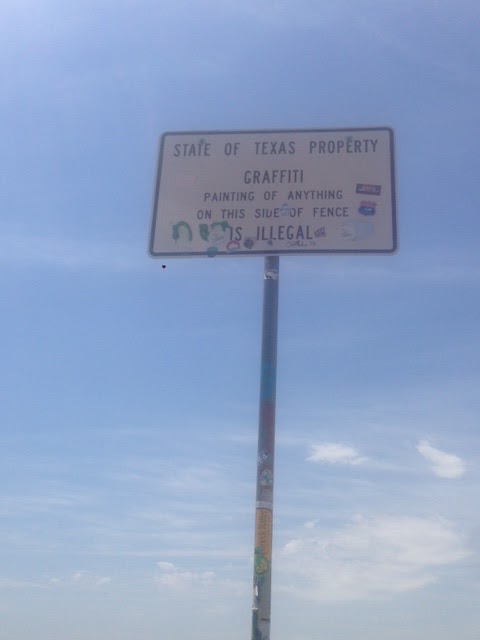 STATE OF TEXAS PROPERTY
GRAFFITI
PAINTING OF ANYTHING
ON THIS SIDE OF FENCE
IS ILLEGAL